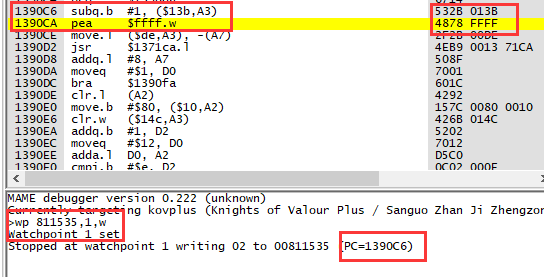 1390C6 subq.b #1, ($13b,A3) 532B 013B
1390CA pea $ffff.w 4878 FFFF
1390CE move.l ($de,A3), -(A7) 2F2B 00DE
1390D2 jsr $1371ca.l 4EB9 0013 71CA
1390D8 addq.l #8, A7 508F
1390DA moveq #$1, D0 7001
1390DC bra $1390fa 601C
1390DE clr.l (A2) 4292
1390E0 move.b #$80, ($10,A2) 157C 0080 0010
1390E6 clr.w ($14c,A3) 426B 014C
1390EA addq.b #1, D2 5202
1390EC moveq #$12, D0 7012
1390EE adda.l D0, A2 D5C0
1390F0 cmpi.b #$e, D2 0C02 000E
MAME debugger version 0.222 (unknown)
Currently targeting kovplus (Knights of Valour Plus / Sanguo Zhan Ji Zhengzon
>wp 811535,1,w
Watchpoint 1 set
Stopped at watchpoint 1 writing 02 to 00811535 (PC=1390C6)